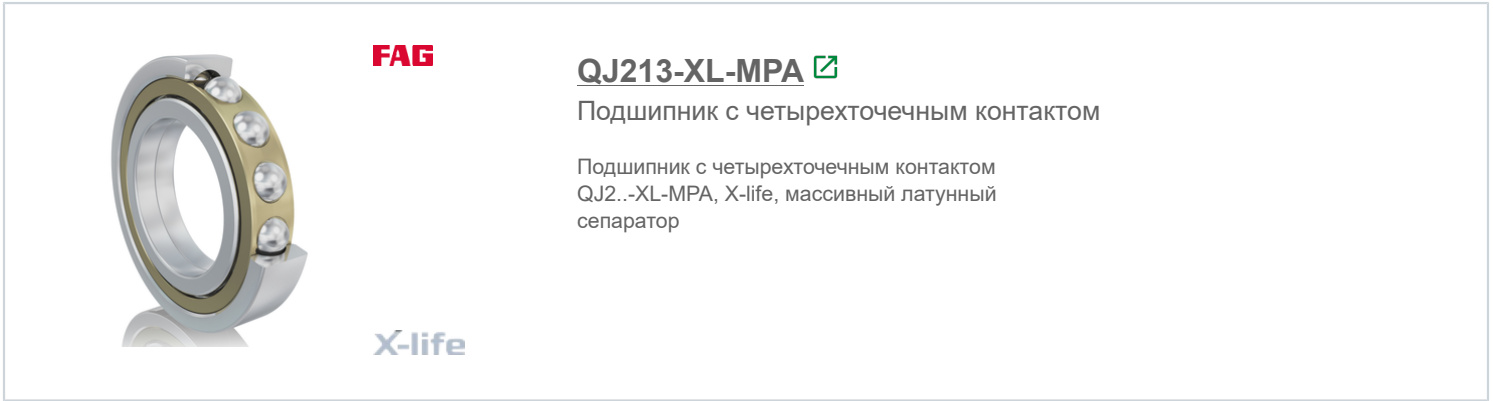 FAG
QJ213-XL-MPA
Подшипник с четырехточечным контактом
Подшипник с четырехточечным контактом
QJ2..-XL-MPA, X-life, массивный латунный
сепаратор
X-life